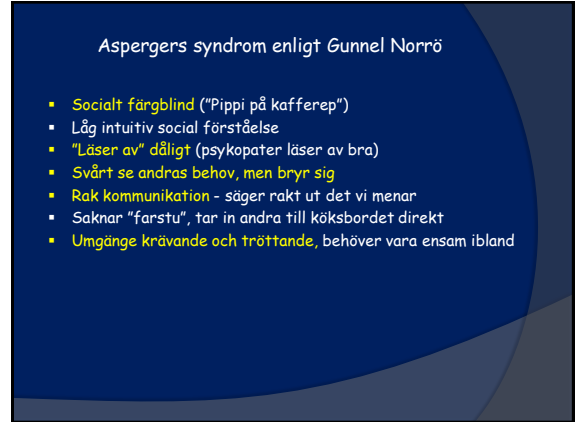 Aspergers syndrom enligt Gunnel Norrö
▪ Socialt färgblind (”Pippi på kafferep”)
▪ Låg intuitiv social förståelse
▪ ”Läser av” dåligt (psykopater läser av bra)
▪ Svårt se andras behov, men bryr sig
▪ Rak kommunikation - säger rakt ut det vi menar
▪ Saknar ”farstu”, tar in andra till köksbordet direkt
▪ Umgänge krävande och tröttande, behöver vara ensam ibland